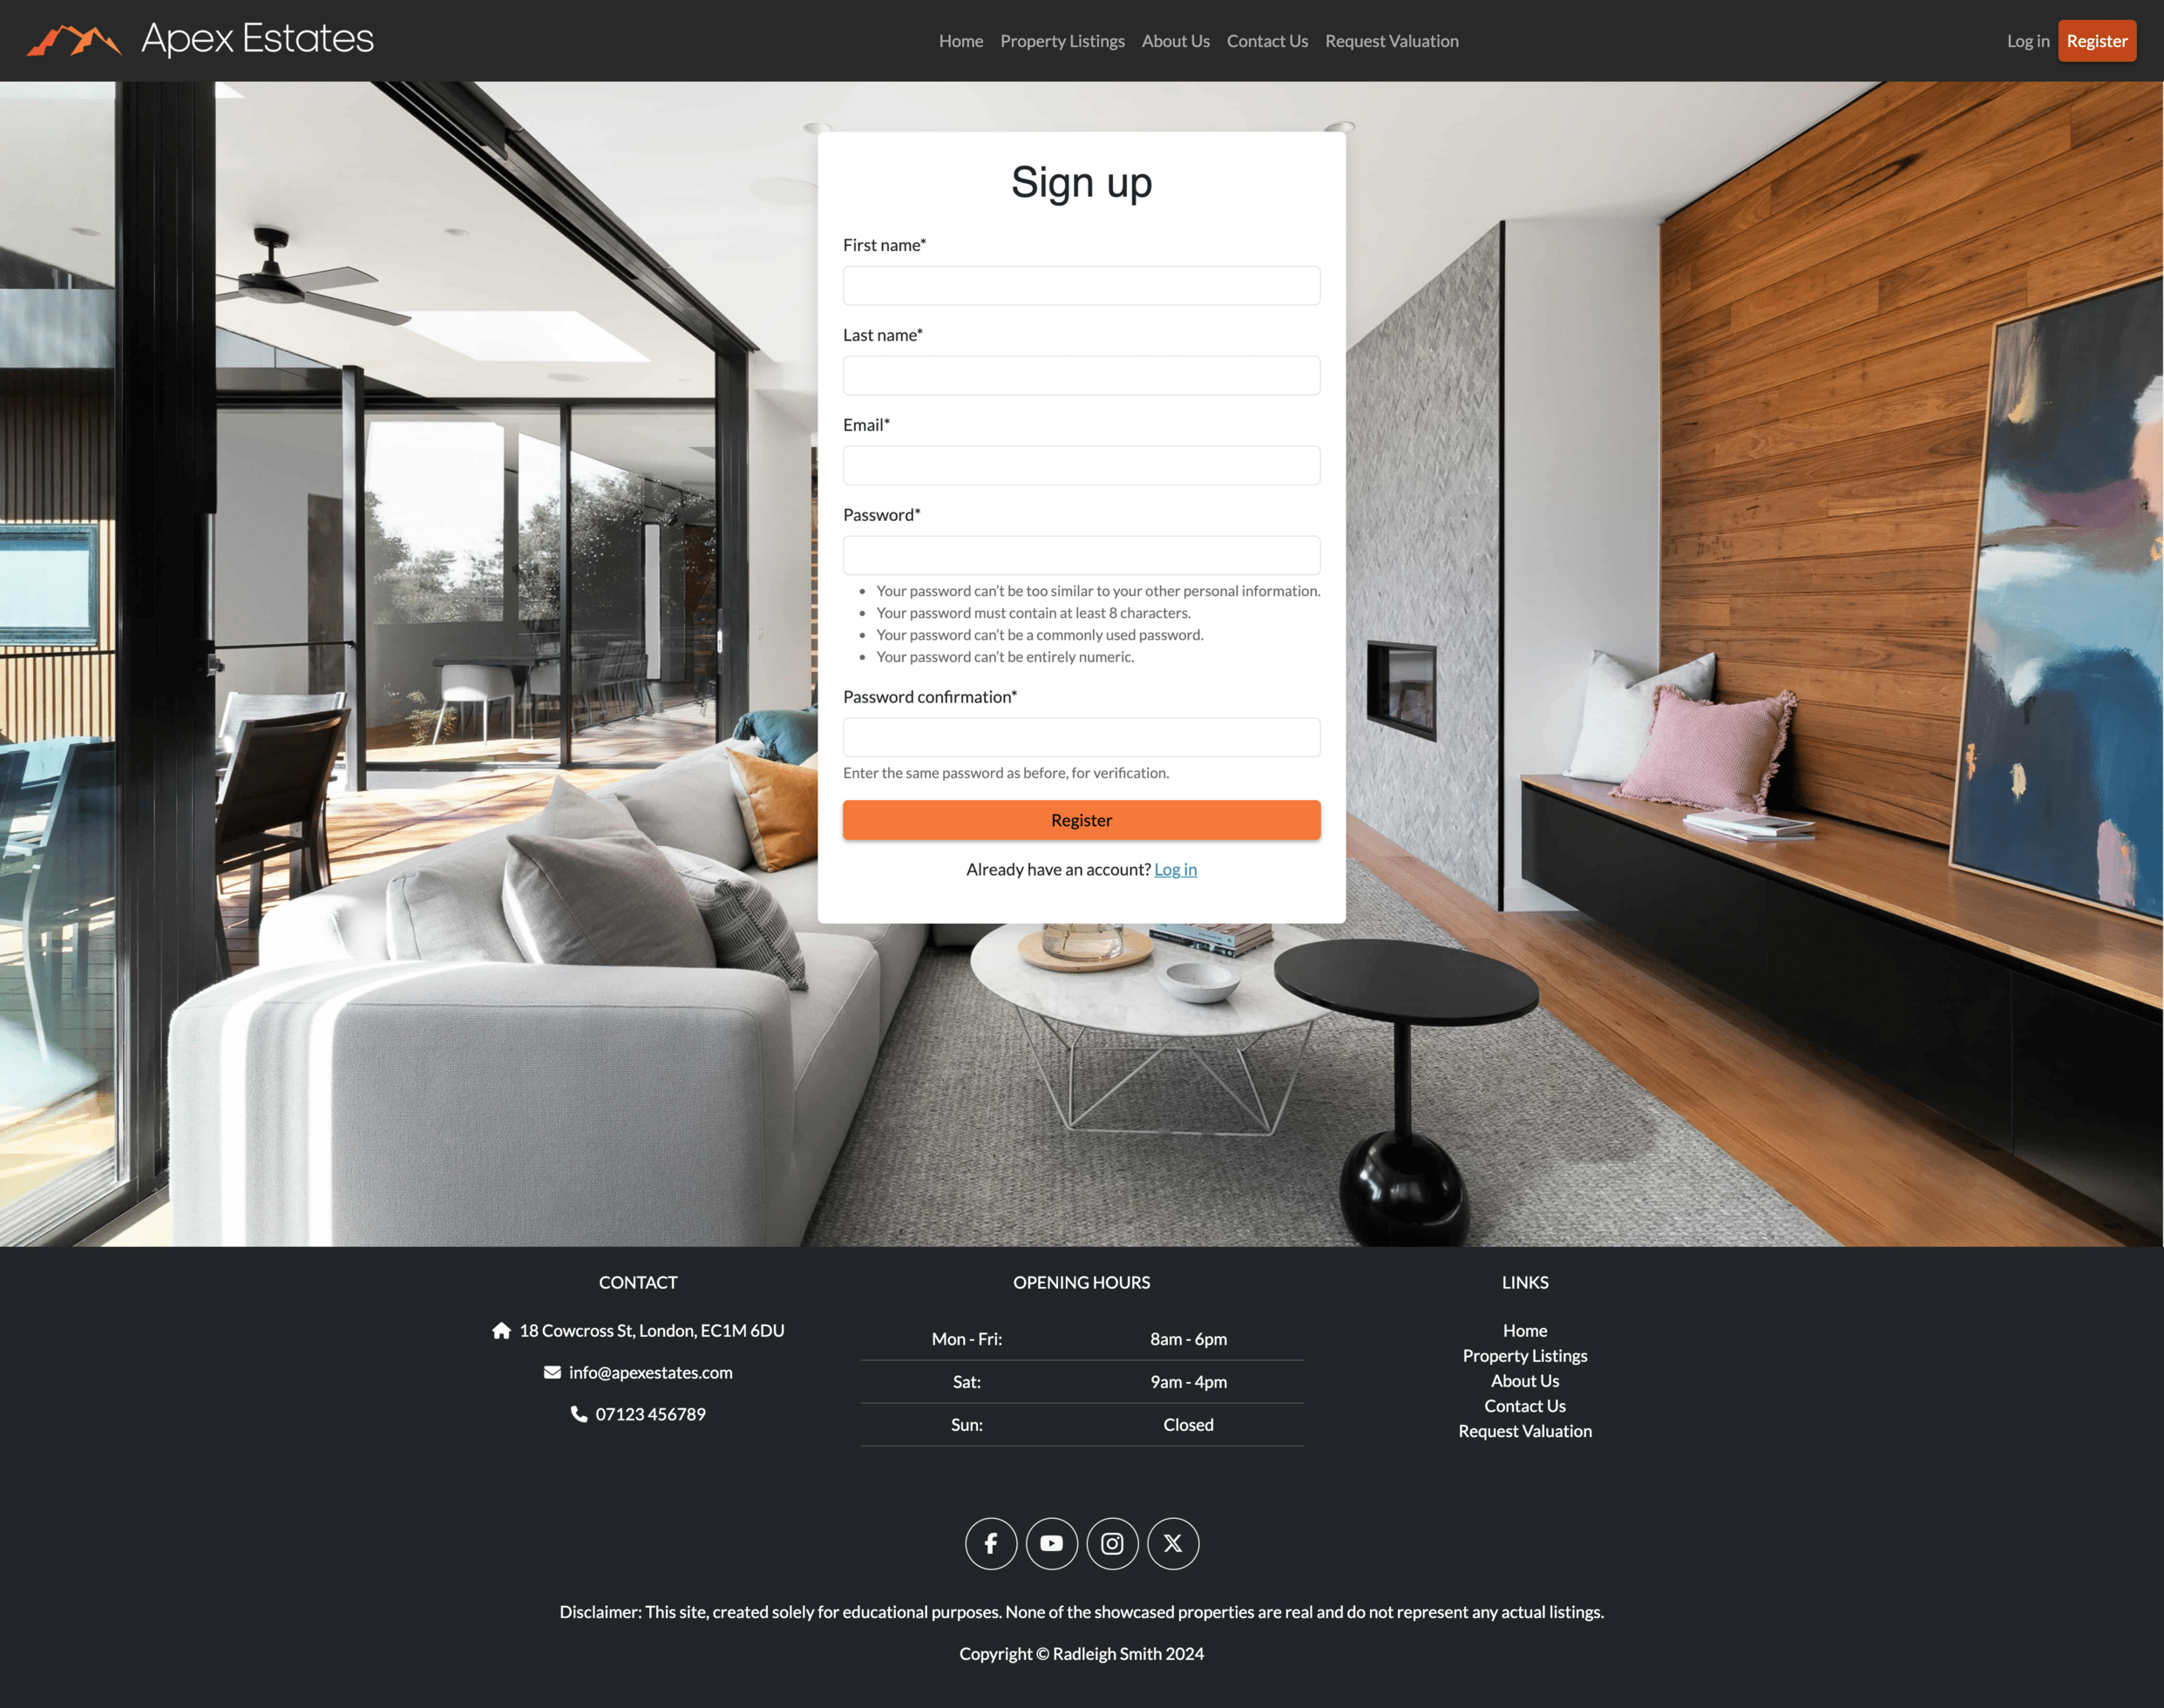 Apex Estates
Home Property Listings About Us Contact Us Request Valuation
Log in Register
Sign up
First name*
Last name*
Email*
Password*
Your password can't be too similar to your other personal information.
Your password must contain at least 8 characters.
Your password can't be a commonly used password.
Your password can't be entirely numeric.
Password confirmation*
Enter the same password as before, for verification.
Register
Already have an account? Log in
CONTACT
18 Cowcross St, London, EC1M 6DU
info@apexestates.com
07123 456789
OPENING HOURS
Mon - Fri: 8am - 6pm
Sat: 9am - 4pm
Sun: Closed
LINKS
Home
Property Listings
About Us
Contact Us
Request Valuation
Disclaimer: This site, created solely for educational purposes. None of the showcased properties are real and do not represent any actual listings.
Copyright © Radleigh Smith 2024